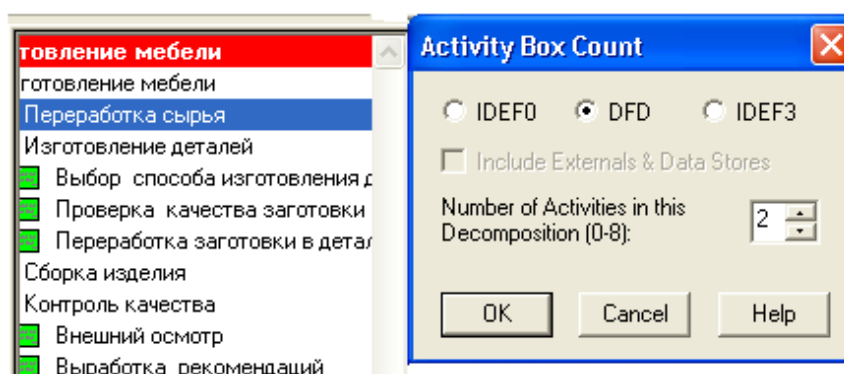 товление мебели
готовление мебели
Переработка сырья
Изготовление деталей
Выбор способа изготовления д
Проверка качества заготовки
Переработка заготовки в детал
Сборка изделия
Контроль качества
Внешний осмотр
Выработка рекомендаций
Activity Box Count
IDEF0 DFD IDEF3
Include Externals & Data Stores
Number of Activities in this
Decomposition (0-8):
2
OK Cancel Help